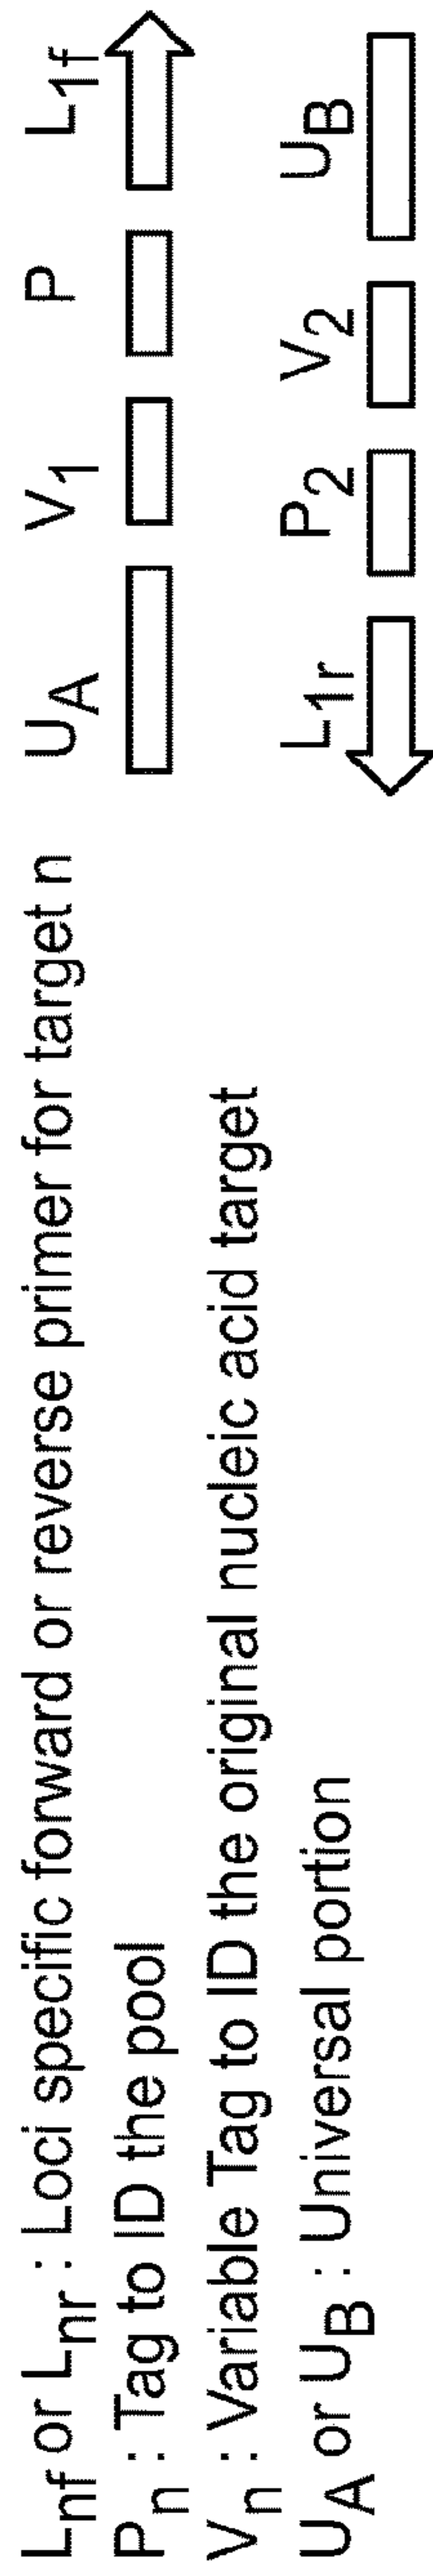 Lnf or Lnr : Loci specific forward or reverse primer for target n
Pn : Tag to ID the pool
Vn : Variable Tag to ID the original nucleic acid target
UA or UB : Universal portion
UA V1 P L1f
L1r P2 V2 UB